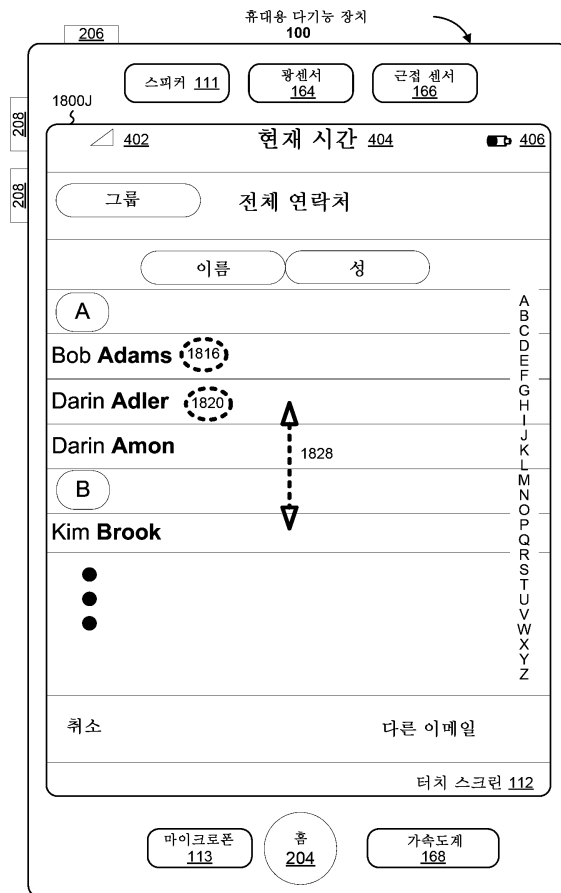 휴대용 다기능 장치
100
206
스피커 111
광센서
164
근접 센서
166
1800J
208
208
402
현재 시간 404
406
그룹
전체 연락처
이름
성
A
Bob Adams 1816
Darin Adler 1820
Darin Amon
1828
B
Kim Brook
A
B
C
D
E
F
G
H
I
J
K
L
M
N
O
P
Q
R
S
T
U
V
W
X
Y
Z
취소
다른 이메일
터치 스크린 112
마이크로폰
113
홈
204
가속도계
168